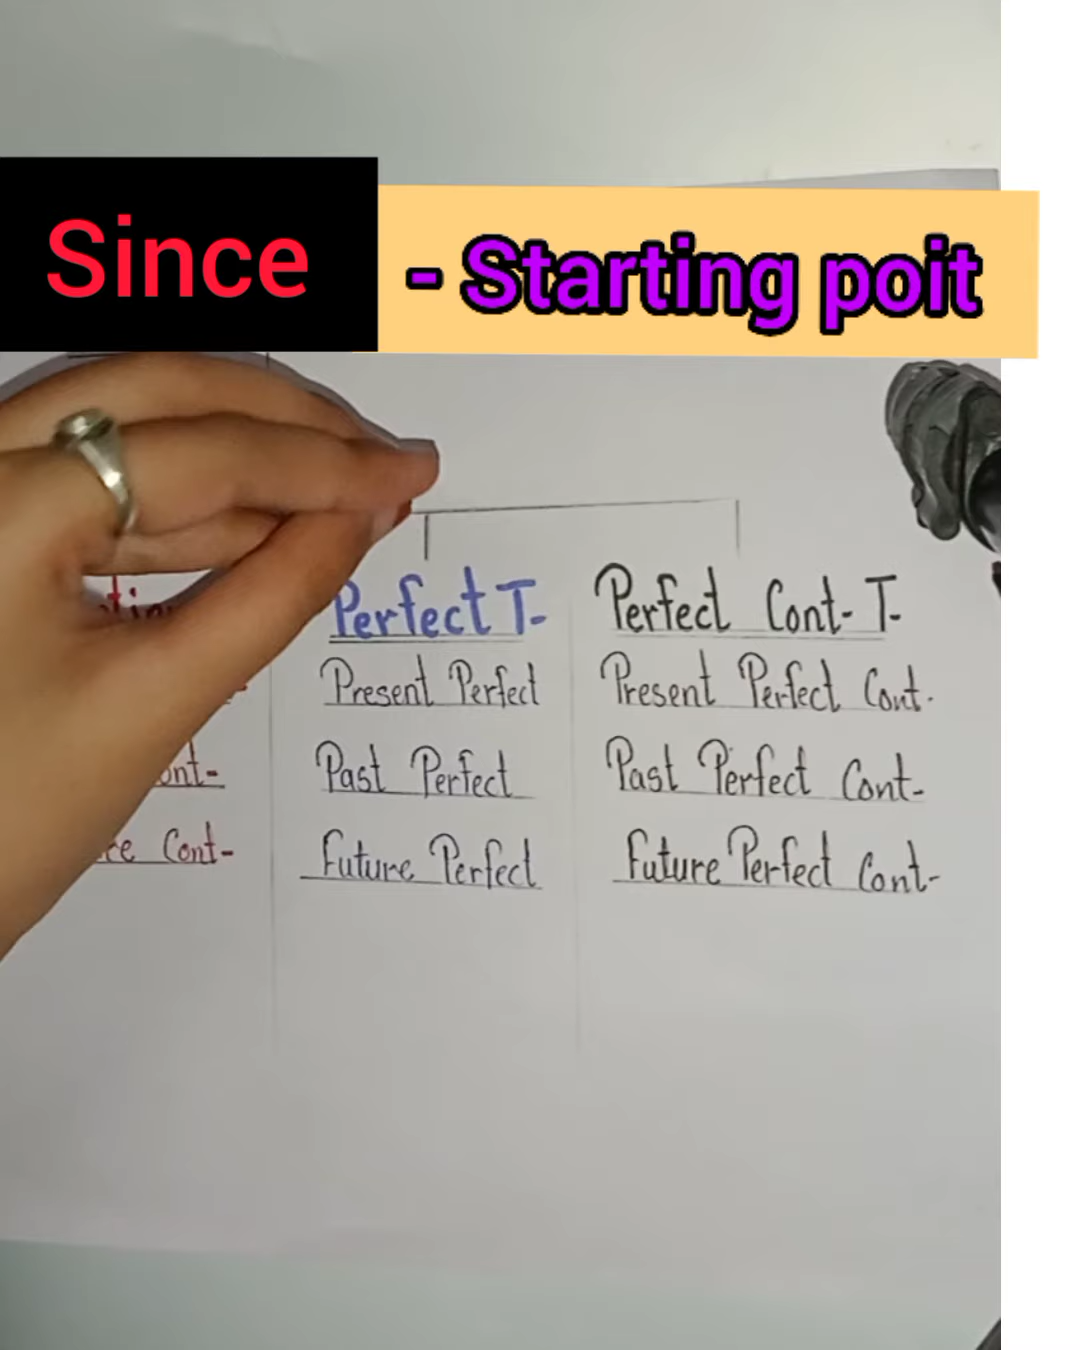 Since - Starting poit
Perfect T- Perfect Cont- T-
Present Perfect Present Perfect Cont.
Past Perfect Past Perfect Cont-
Cont- Future Perfect Future Perfect Cont-